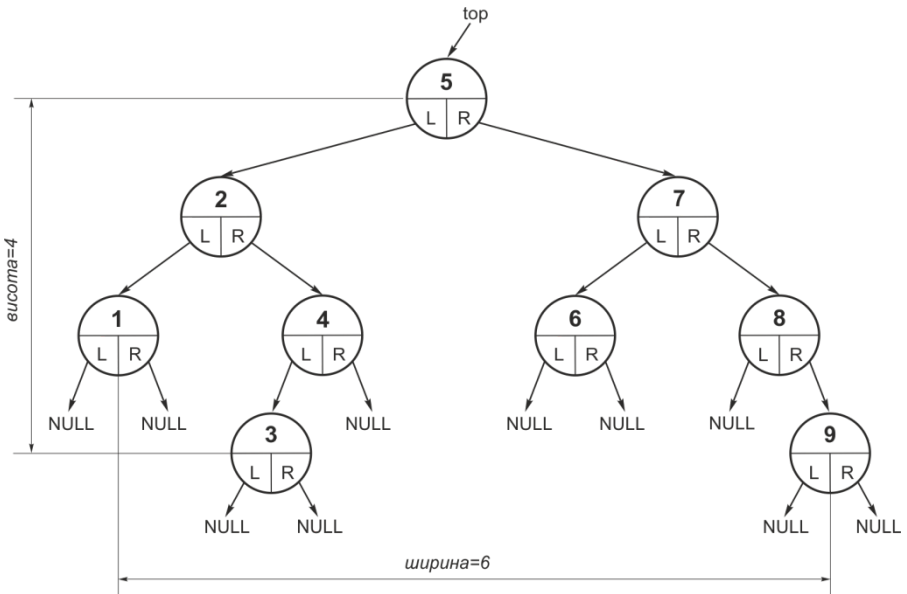 top
5
L R
2
L R
7
L R
висота=4
1
L R
4
L R
6
L R
8
L R
NULL NULL NULL NULL NULL NULL
3
L R
9
L R
NULL NULL NULL NULL
ширина=6